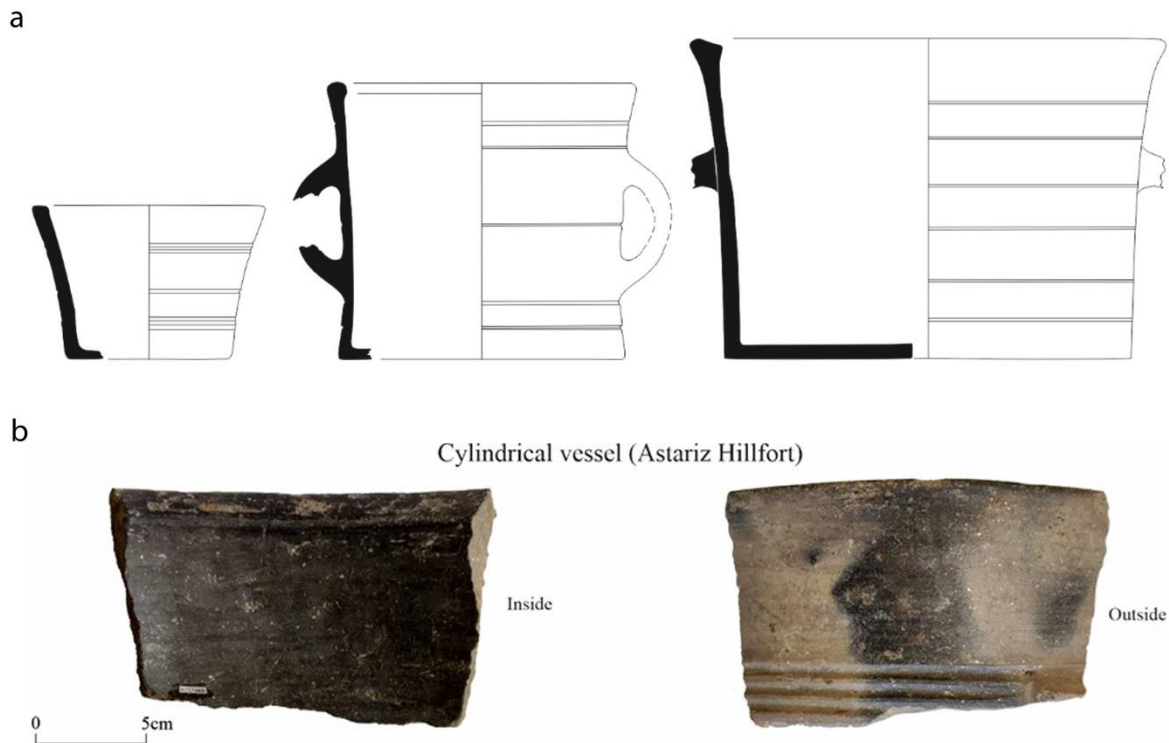 a
b
Cylindrical vessel (Astariz Hillfort)
Inside
Outside
0 5cm